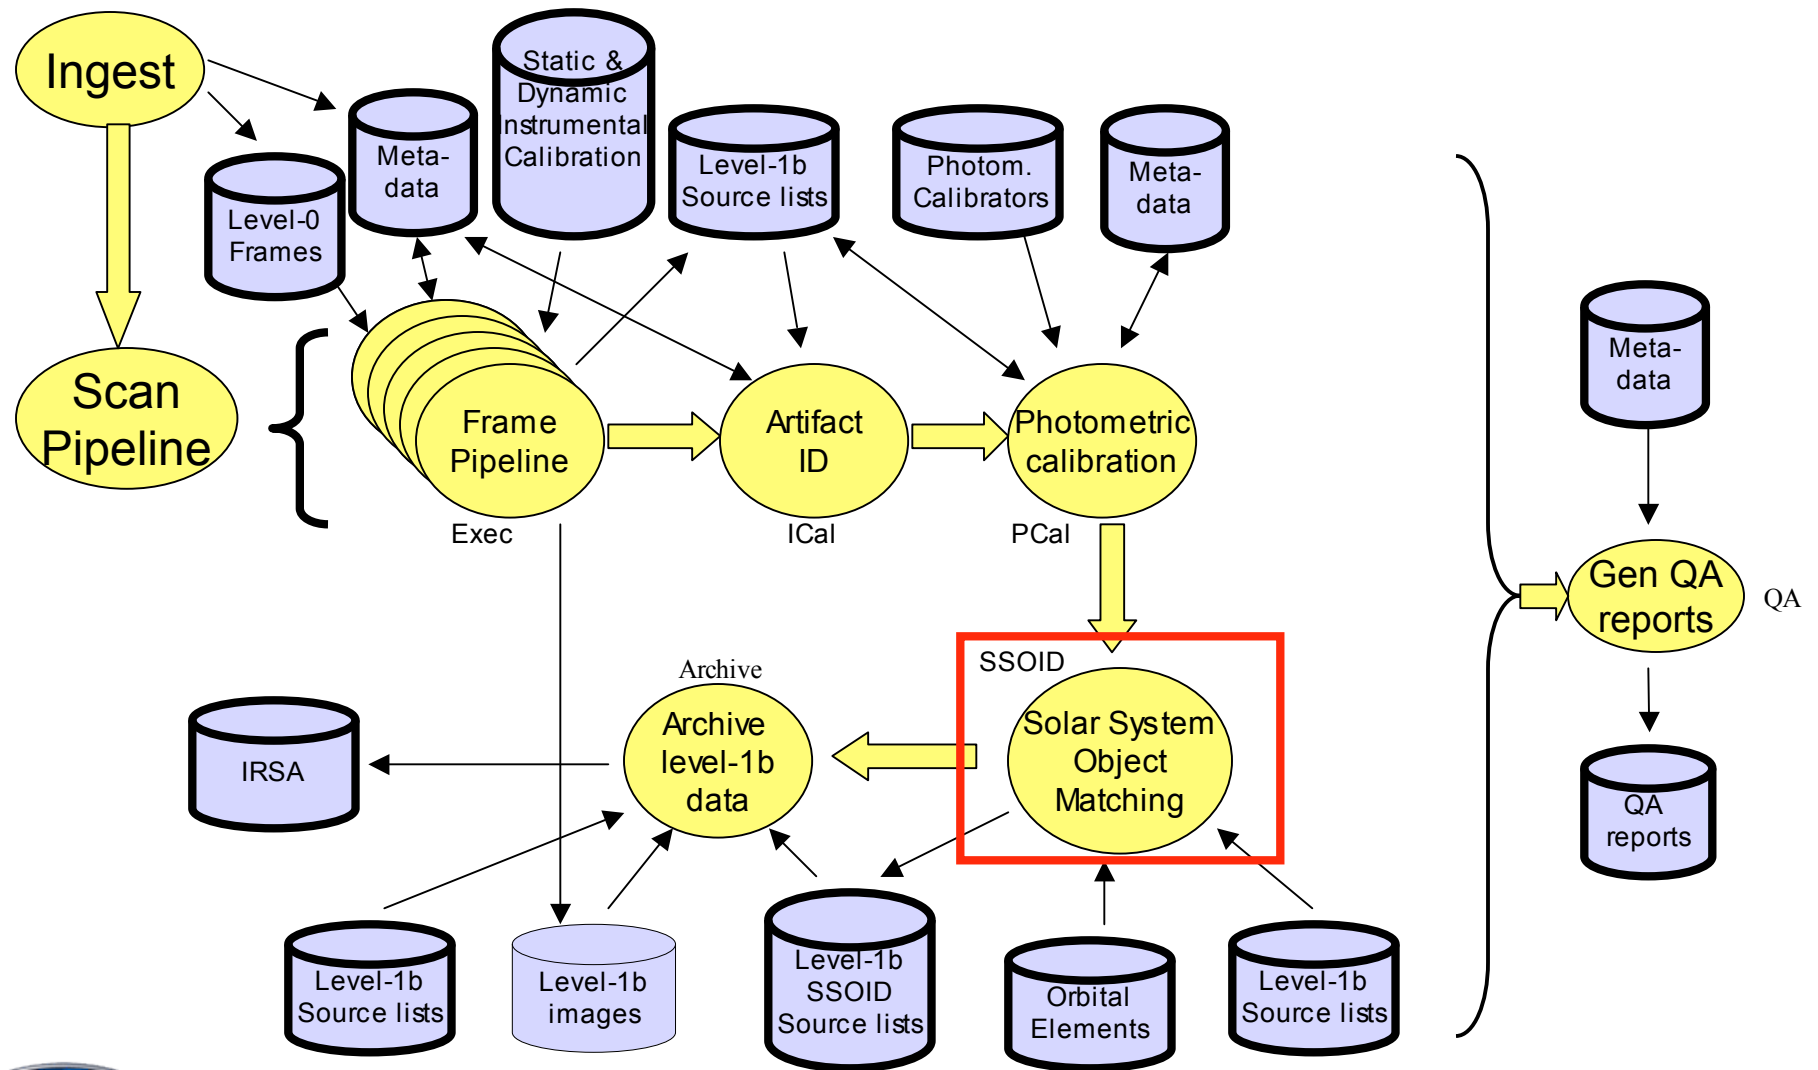 Ingest
Static &
Dynamic
Instrumental
Calibration
Meta-
data
Level-1b
Source lists
Photom.
Calibrators
Meta-
data
Level-0
Frames
Scan
Pipeline
Frame
Pipeline
Artifact
ID
Photometric
calibration
Exec
ICal
PCal
Meta-
data
Gen QA
reports
QA
QA
reports
SSOID
Solar System
Object
Matching
Archive
Archive
level-1b
data
IRSA
Level-1b
Source lists
Level-1b
images
Level-1b
SSOID
Source lists
Orbital
Elements
Level-1b
Source lists